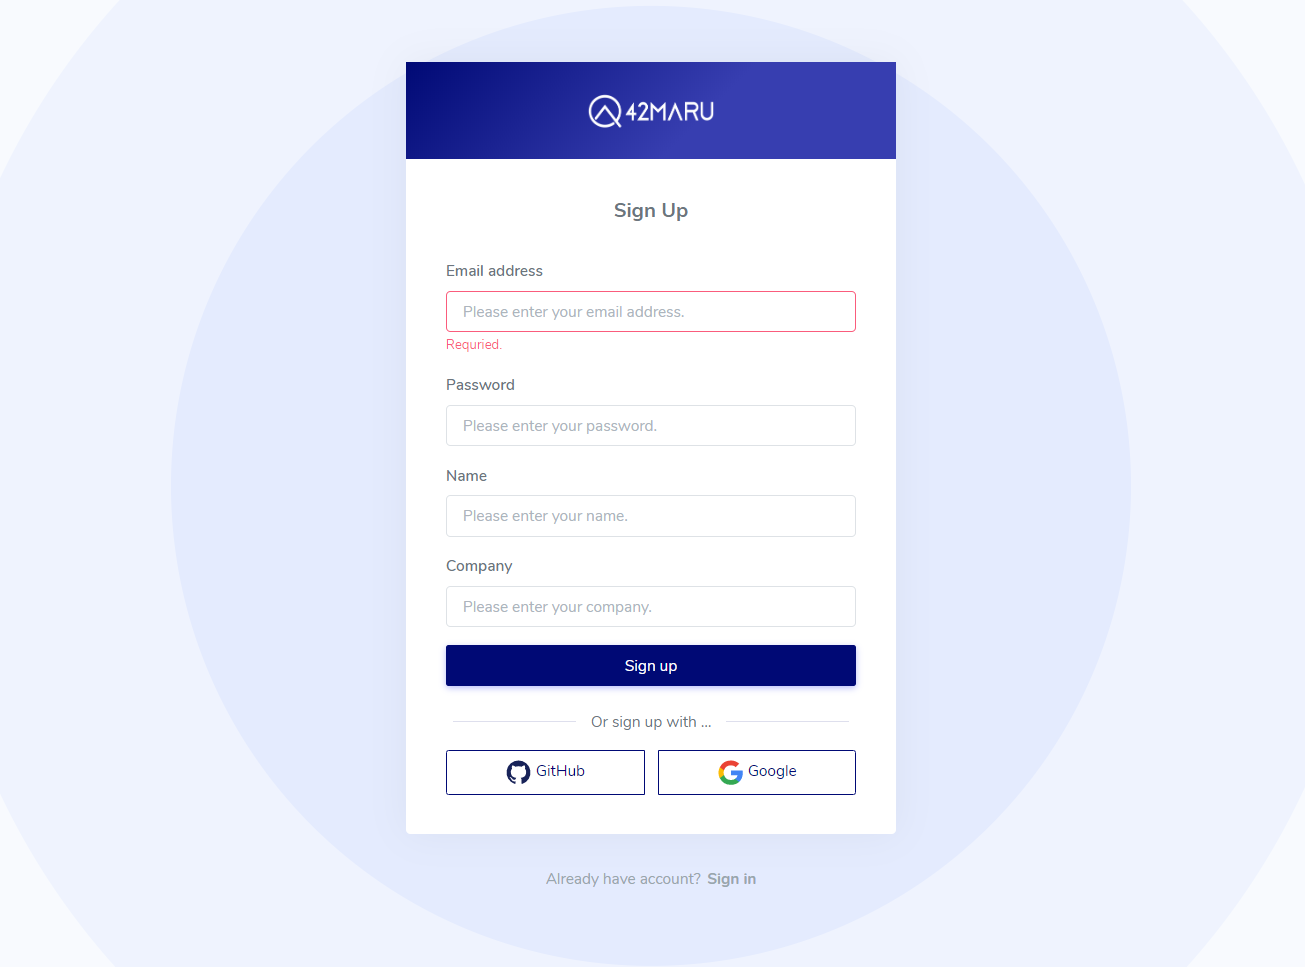 42MARU
Sign Up
Email address
Please enter your email address.
Requried.
Password
Please enter your password.
Name
Please enter your name.
Company
Please enter your company.
Sign up
Or sign up with ...
GitHub
Google
Already have account? Sign in